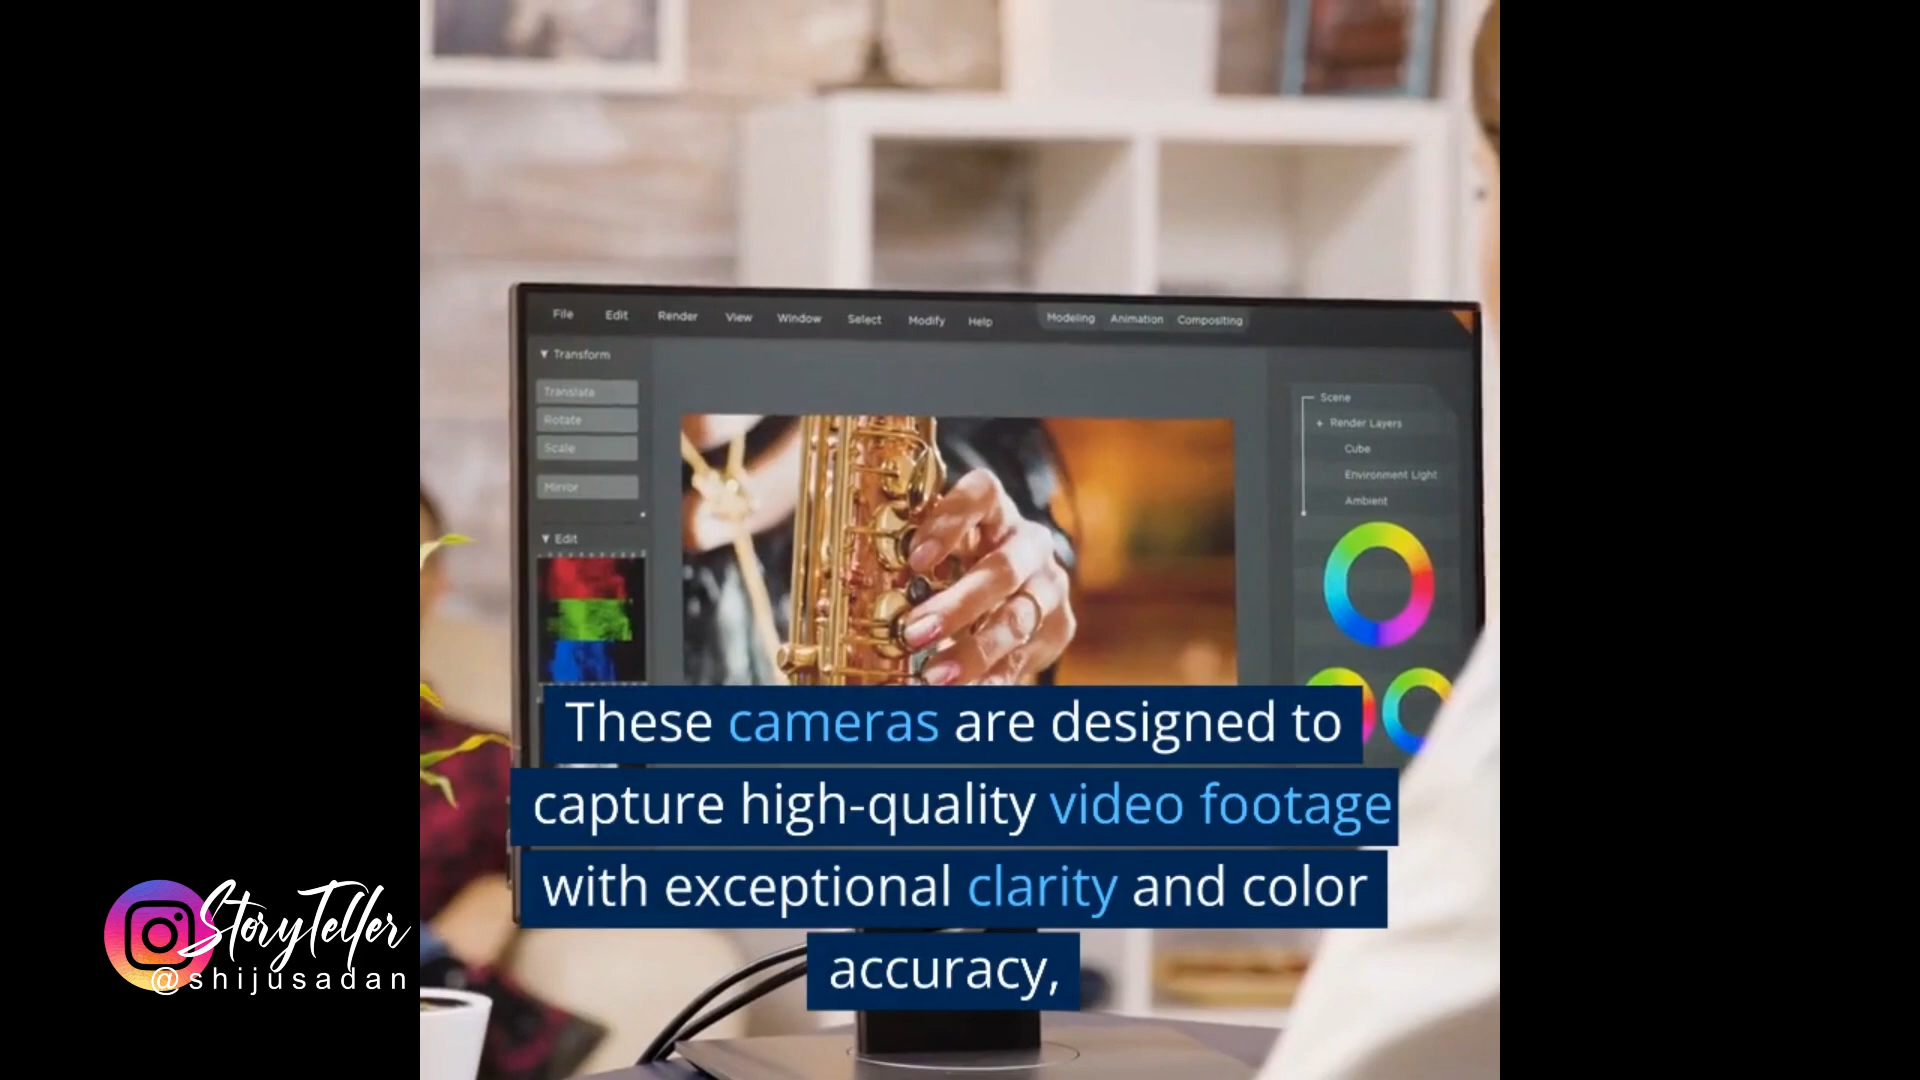 File Edit Render View Window Select Modify Help Modeling Animation Compositing
▼ Transform
Translate
Rotate
Scale
Mirror
▼ Edit
Scene
+ Render Layers
Cube
Environment Light
Ambient
These cameras are designed to
capture high-quality video footage
with exceptional clarity and color
accuracy,
StoryTeller
@shijusadan